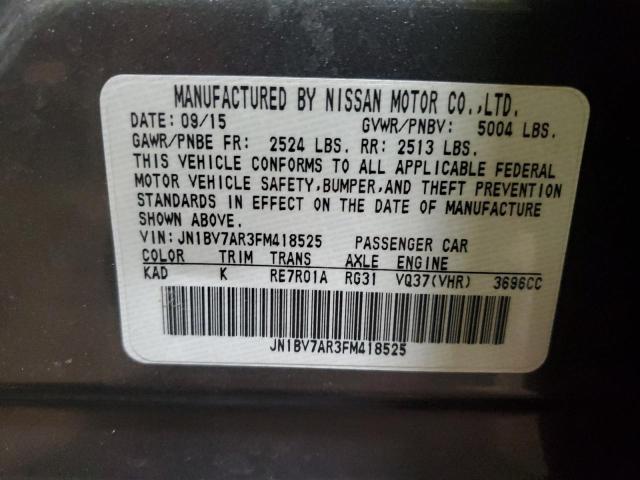 MANUFACTURED BY NISSAN MOTOR CO.,LTD.
DATE: 09/15 GVWR/PNBV: 5004 LBS.
GAWR/PNBE FR: 2524 LBS. RR: 2513 LBS.
THIS VEHICLE CONFORMS TO ALL APPLICABLE FEDERAL
MOTOR VEHICLE SAFETY,BUMPER,AND THEFT PREVENTION
STANDARDS IN EFFECT ON THE DATE OF MANUFACTURE
SHOWN ABOVE.
VIN: JN1BV7AR3FM418525 PASSENGER CAR
COLOR TRIM TRANS AXLE ENGINE
KAD K RE7R01A RG31 VQ37(VHR) 3696CC
JN1BV7AR3FM418525